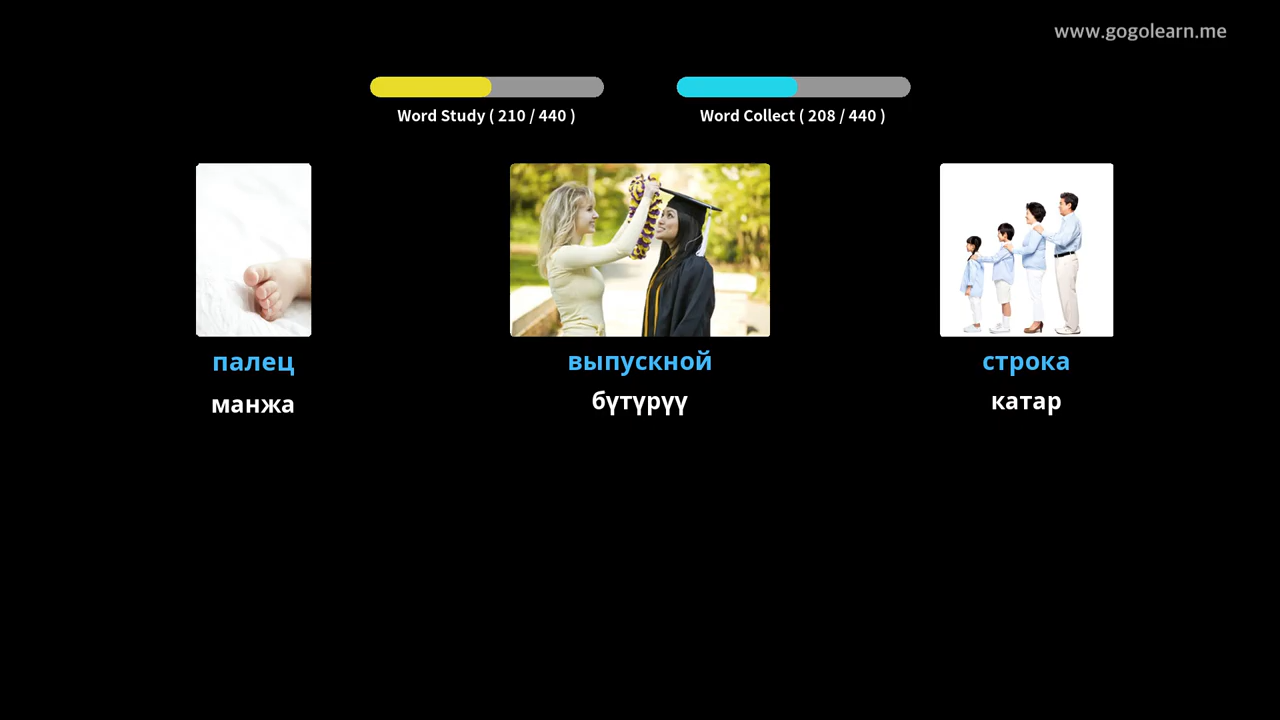 www.gogolearn.me
Word Study ( 210 / 440 )
Word Collect ( 208 / 440 )
палец
манжа
выпускной
бүтүрүү
строка
катар